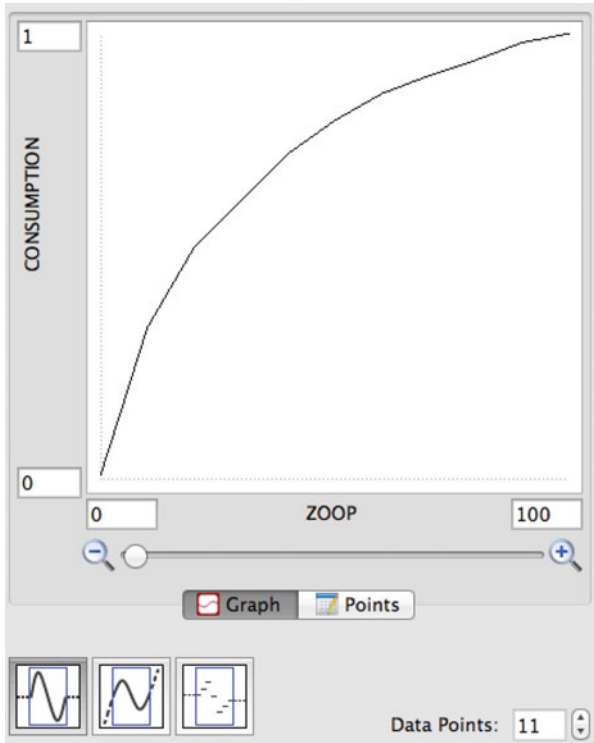 1
CONSUMPTION
0
0 ZOOP 100
Graph Points
Data Points: 11